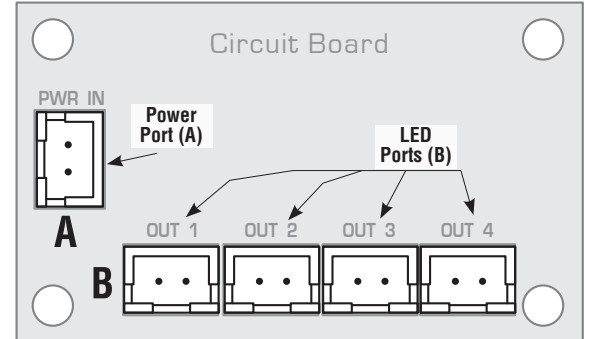 Circuit Board
PWR IN
Power
Port (A)
LED
Ports (B)
A
OUT 1
OUT 2
OUT 3
OUT 4
B